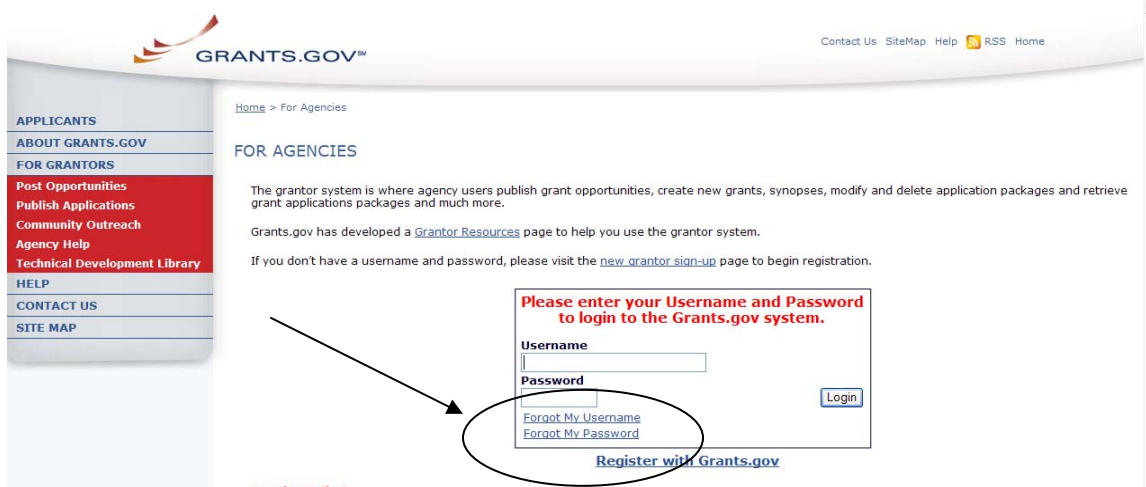 GRANTS.GOV℠
Contact Us SiteMap Help RSS Home
Home > For Agencies
APPLICANTS
ABOUT GRANTS.GOV
FOR GRANTORS
Post Opportunities
Publish Applications
Community Outreach
Agency Help
Technical Development Library
HELP
CONTACT US
SITE MAP
FOR AGENCIES
The grantor system is where agency users publish grant opportunities, create new grants, synopses, modify and delete application packages and retrieve
grant applications packages and much more.
Grants.gov has developed a Grantor Resources page to help you use the grantor system.
If you don't have a username and password, please visit the new grantor sign-up page to begin registration.
Please enter your Username and Password
to login to the Grants.gov system.
Username
Password
Login
Forgot My Username
Forgot My Password
Register with Grants.gov